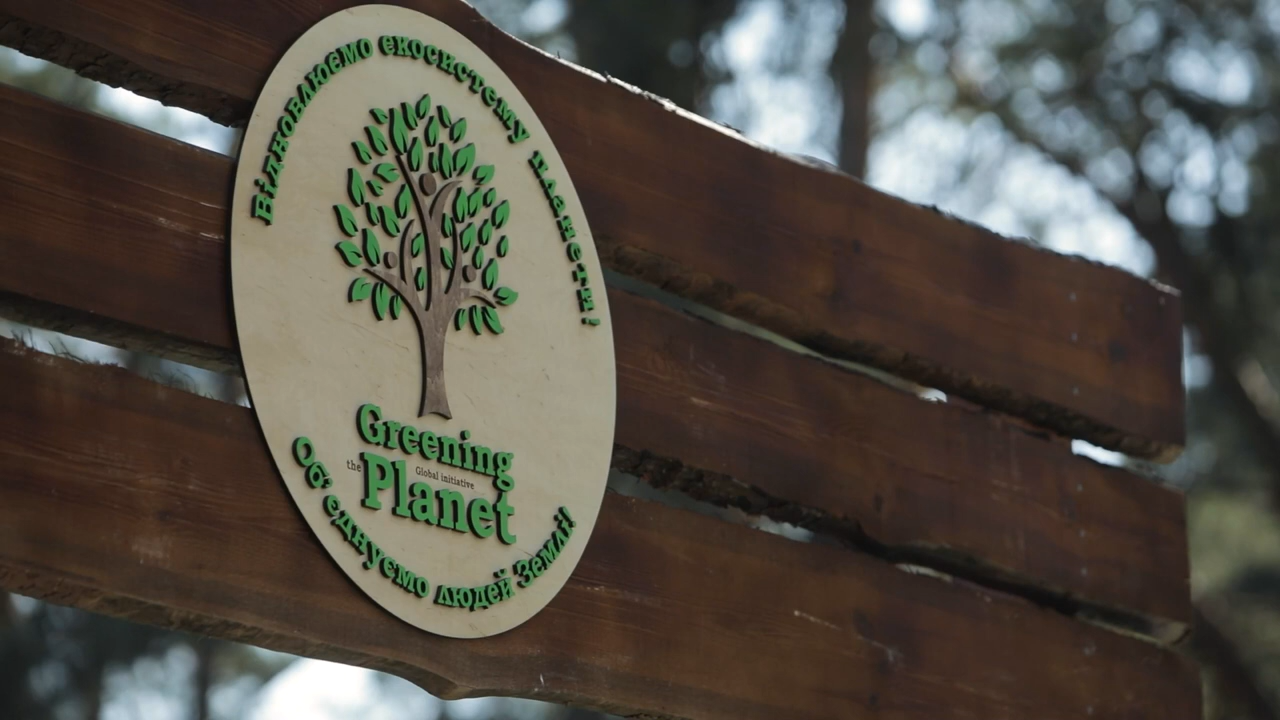 Відновлюємо екосистему планети!
Greening
the
Global initiative
Planet
Об'єднуємо людей Землі!